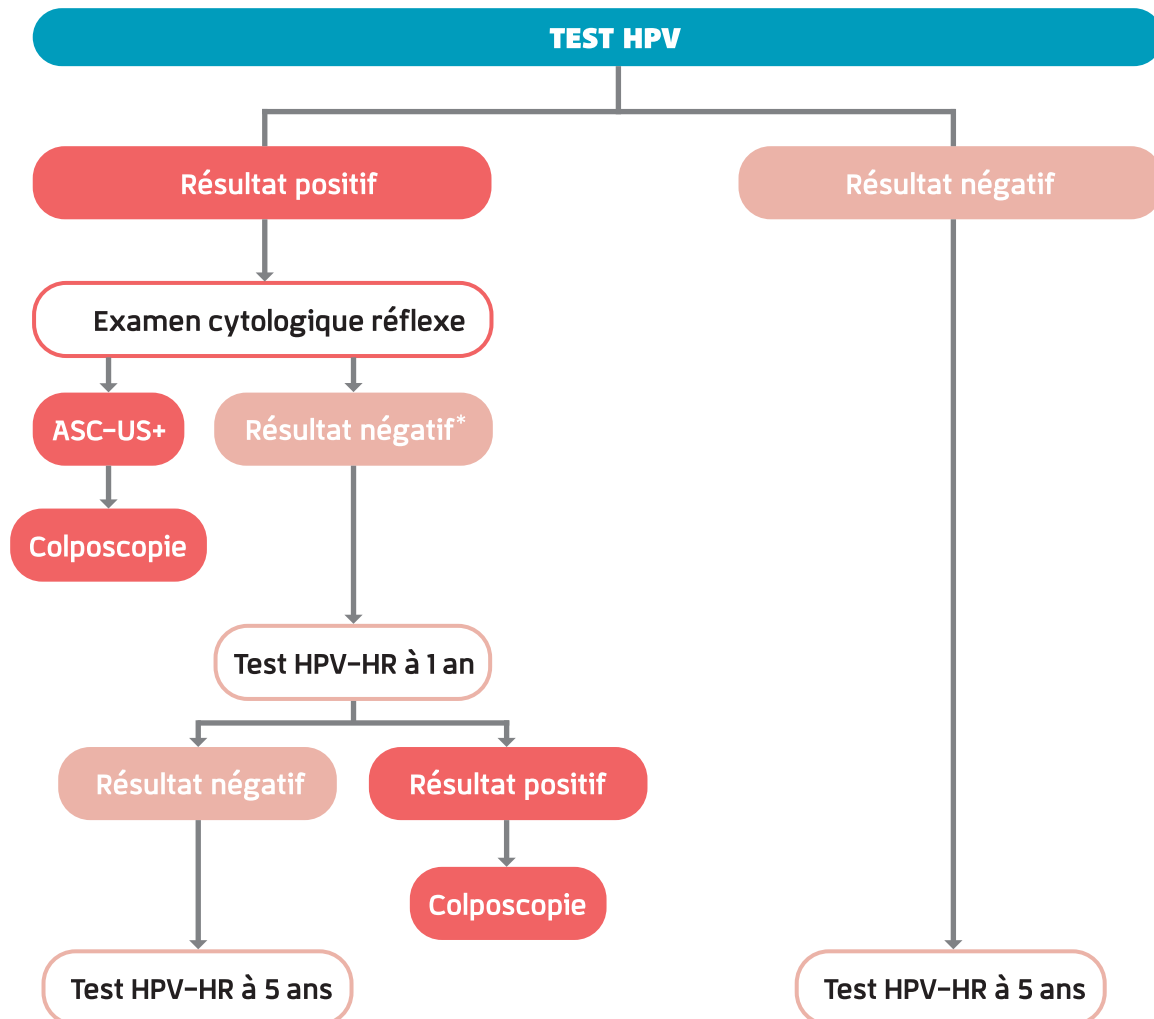 TEST HPV
Résultat positif
Résultat négatif
Examen cytologique réflexe
ASC-US+
Résultat négatif*
Colposcopie
Test HPV-HR à 1 an
Résultat négatif
Résultat positif
Colposcopie
Test HPV-HR à 5 ans
Test HPV-HR à 5 ans